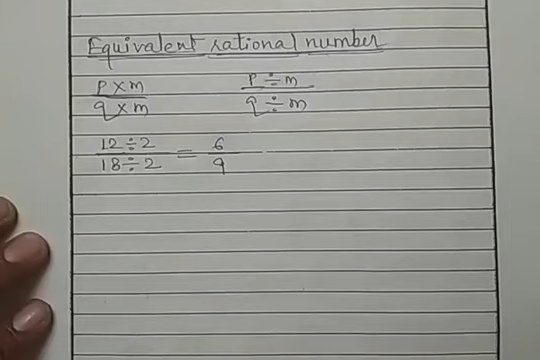 Equivalent rational number
p × m / q × m    p ÷ m / q ÷ m
12 ÷ 2 / 18 ÷ 2 = 6 / 9